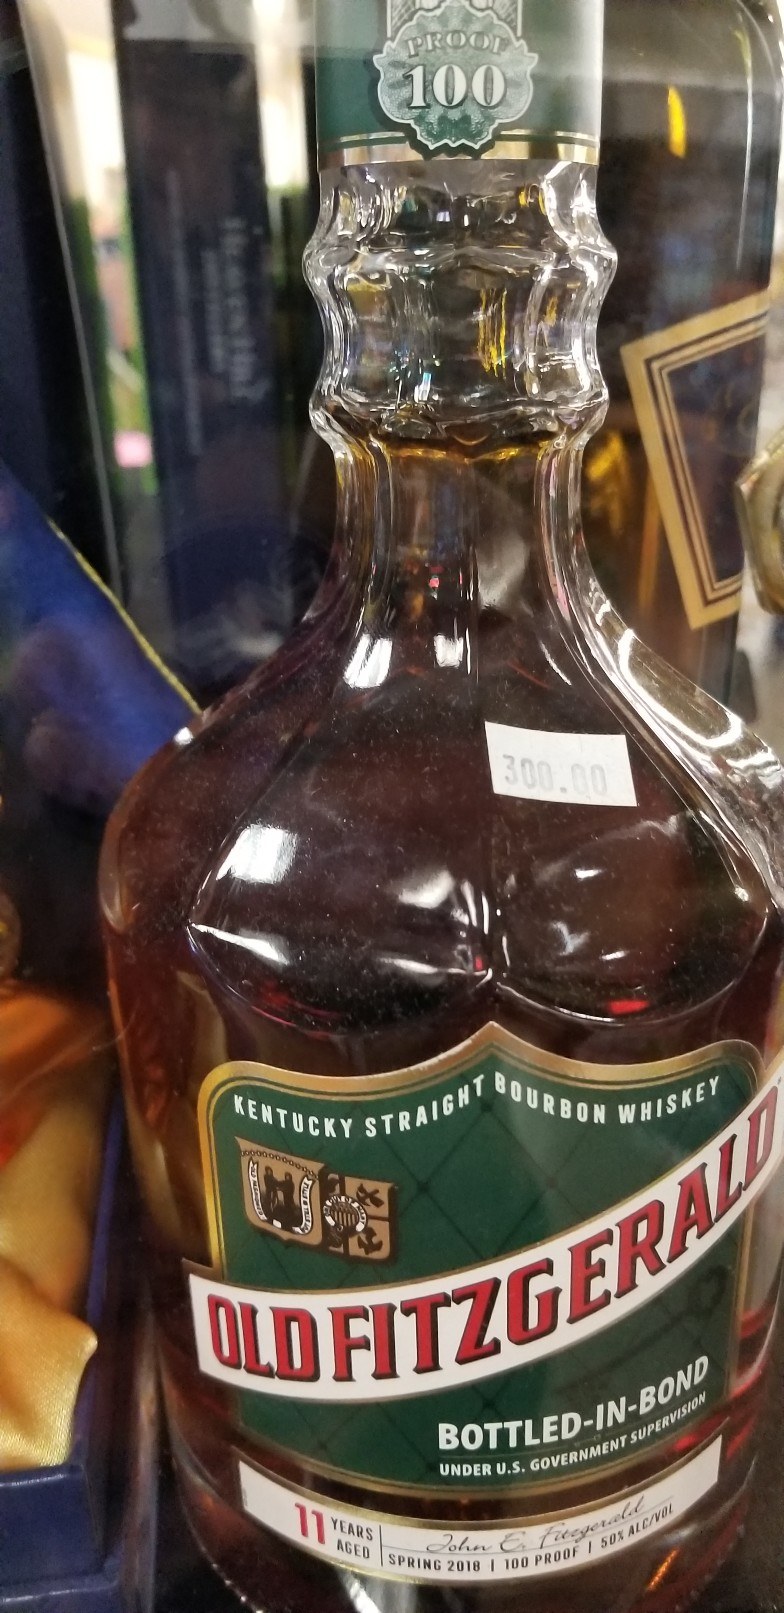 PROOF
100
300.00
KENTUCKY STRAIGHT BOURBON WHISKEY
OLD FITZGERALD
BOTTLED-IN-BOND
UNDER U.S. GOVERNMENT SUPERVISION
11 YEARS AGED
John E. Fitzgerald
SPRING 2018 | 100 PROOF | 50% ALC/VOL